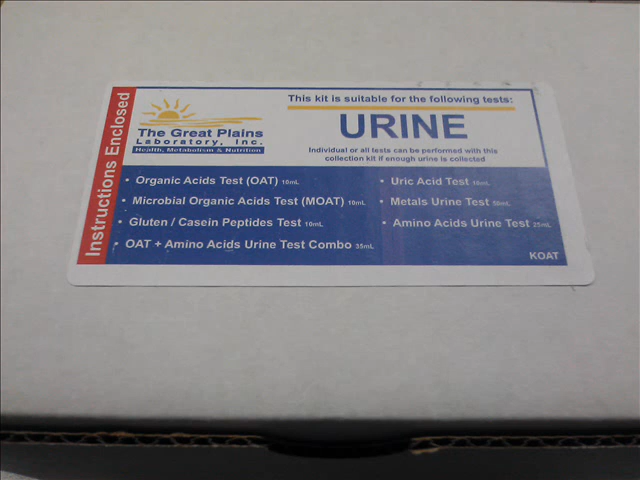 Instructions Enclosed
The Great Plains
Laboratory, Inc.
Health, Metabolism & Nutrition
This kit is suitable for the following tests:
URINE
Individual or all tests can be performed with this
collection kit if enough urine is collected
• Organic Acids Test (OAT) 10mL
• Microbial Organic Acids Test (MOAT) 10mL
• Gluten / Casein Peptides Test 10mL
• OAT + Amino Acids Urine Test Combo 35mL
• Uric Acid Test 10mL
• Metals Urine Test 50mL
• Amino Acids Urine Test 25mL
KOAT